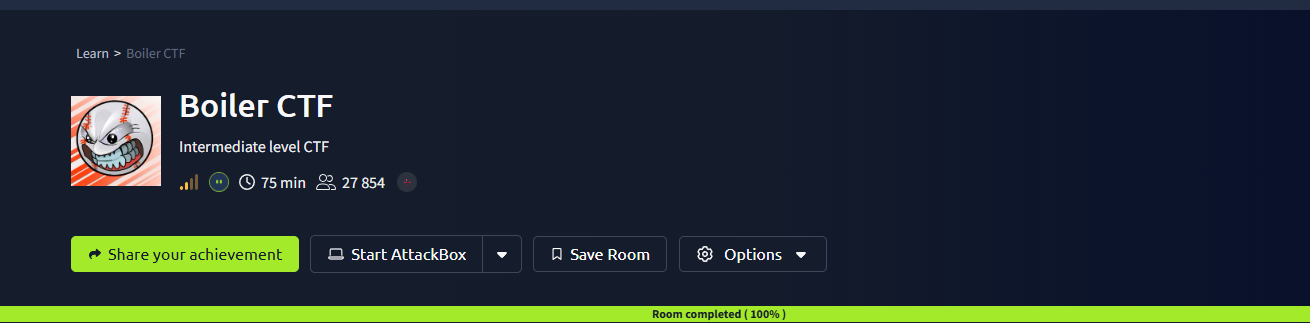 Learn > Boiler CTF
Boiler CTF
Intermediate level CTF
75 min 27 854
Share your achievement Start AttackBox Save Room Options
Room completed ( 100% )